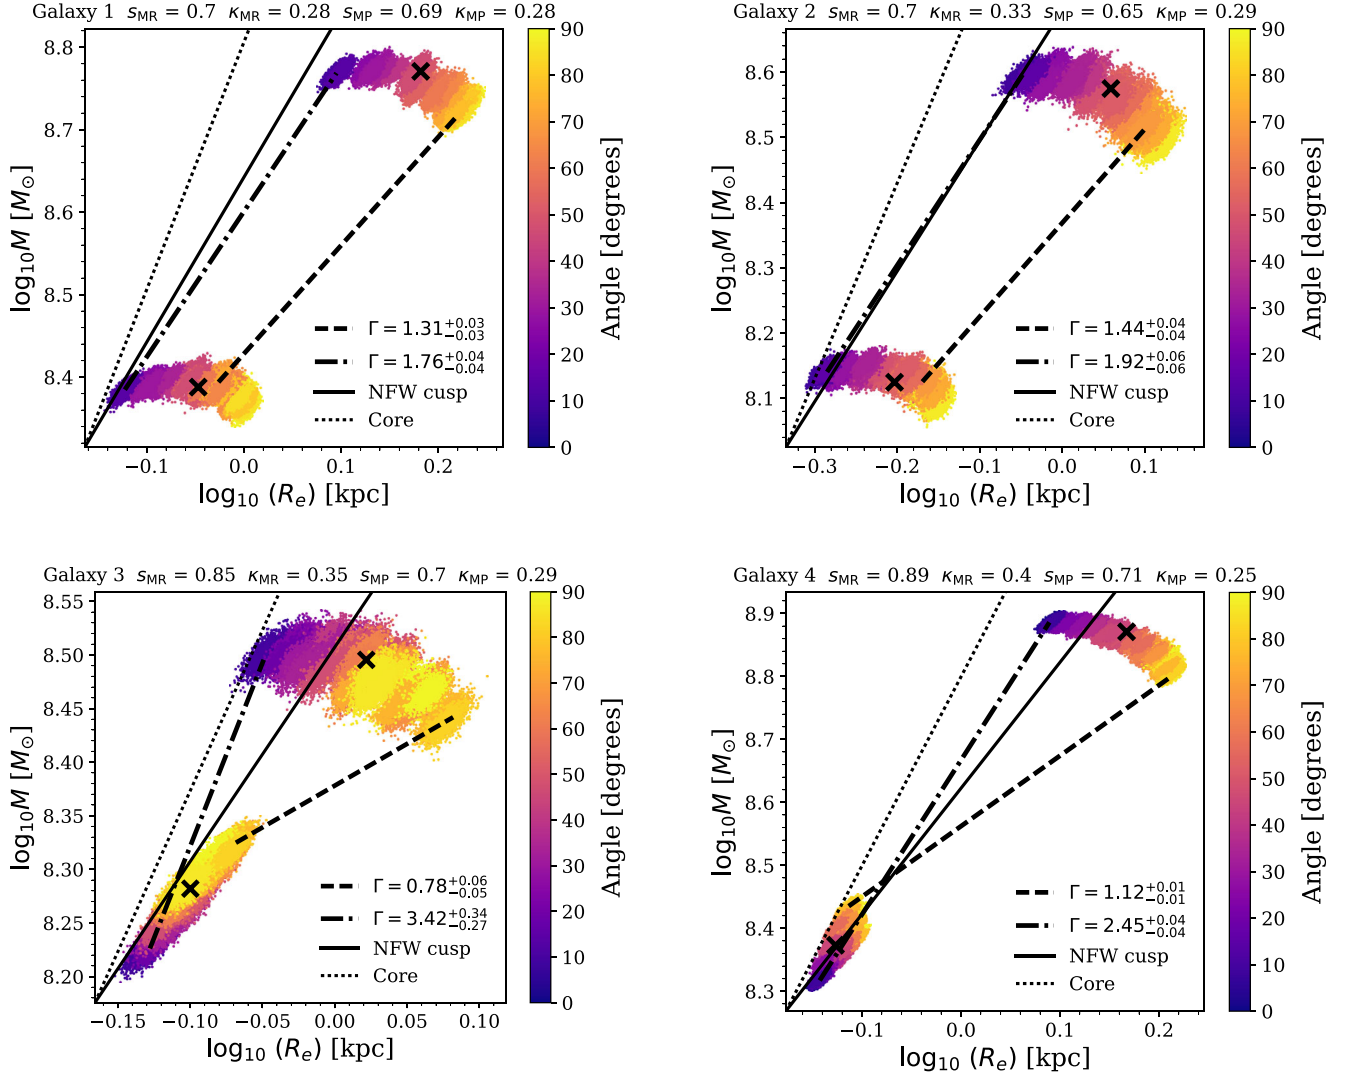 Galaxy 1 s_MR = 0.7 κ_MR = 0.28 s_MP = 0.69 κ_MP = 0.28
8.8
8.7
8.6
8.5
8.4
log₁₀M [M⊙]
−0.1 0.0 0.1 0.2
log₁₀ (Rₑ) [kpc]
Γ = 1.31 +0.03 −0.03
Γ = 1.76 +0.04 −0.04
NFW cusp
Core
90
80
70
60
50
40
30
20
10
0
Angle [degrees]
Galaxy 2 s_MR = 0.7 κ_MR = 0.33 s_MP = 0.65 κ_MP = 0.29
8.6
8.5
8.4
8.3
8.2
8.1
log₁₀M [M⊙]
−0.3 −0.2 −0.1 0.0 0.1
log₁₀ (Rₑ) [kpc]
Γ = 1.44 +0.04 −0.04
Γ = 1.92 +0.06 −0.06
NFW cusp
Core
90
80
70
60
50
40
30
20
10
0
Angle [degrees]
Galaxy 3 s_MR = 0.85 κ_MR = 0.35 s_MP = 0.7 κ_MP = 0.29
8.55
8.50
8.45
8.40
8.35
8.30
8.25
8.20
log₁₀M [M⊙]
−0.15 −0.10 −0.05 0.00 0.05 0.10
log₁₀ (Rₑ) [kpc]
Γ = 0.78 +0.06 −0.05
Γ = 3.42 +0.34 −0.27
NFW cusp
Core
90
80
70
60
50
40
30
20
10
0
Angle [degrees]
Galaxy 4 s_MR = 0.89 κ_MR = 0.4 s_MP = 0.71 κ_MP = 0.25
8.9
8.8
8.7
8.6
8.5
8.4
8.3
log₁₀M [M⊙]
−0.1 0.0 0.1 0.2
log₁₀ (Rₑ) [kpc]
Γ = 1.12 +0.01 −0.01
Γ = 2.45 +0.04 −0.04
NFW cusp
Core
90
80
70
60
50
40
30
20
10
0
Angle [degrees]